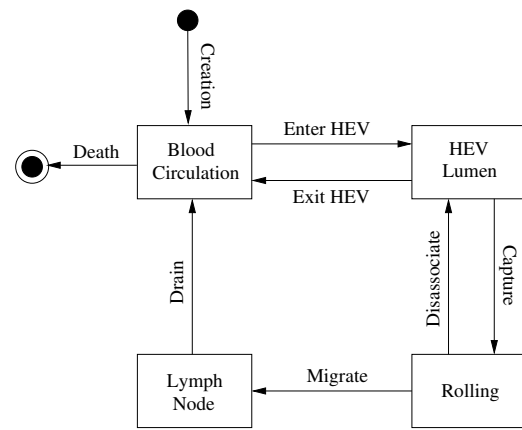 Creation
Death
Blood
Circulation
Enter HEV
Exit HEV
HEV
Lumen
Drain
Disassociate
Capture
Lymph
Node
Migrate
Rolling